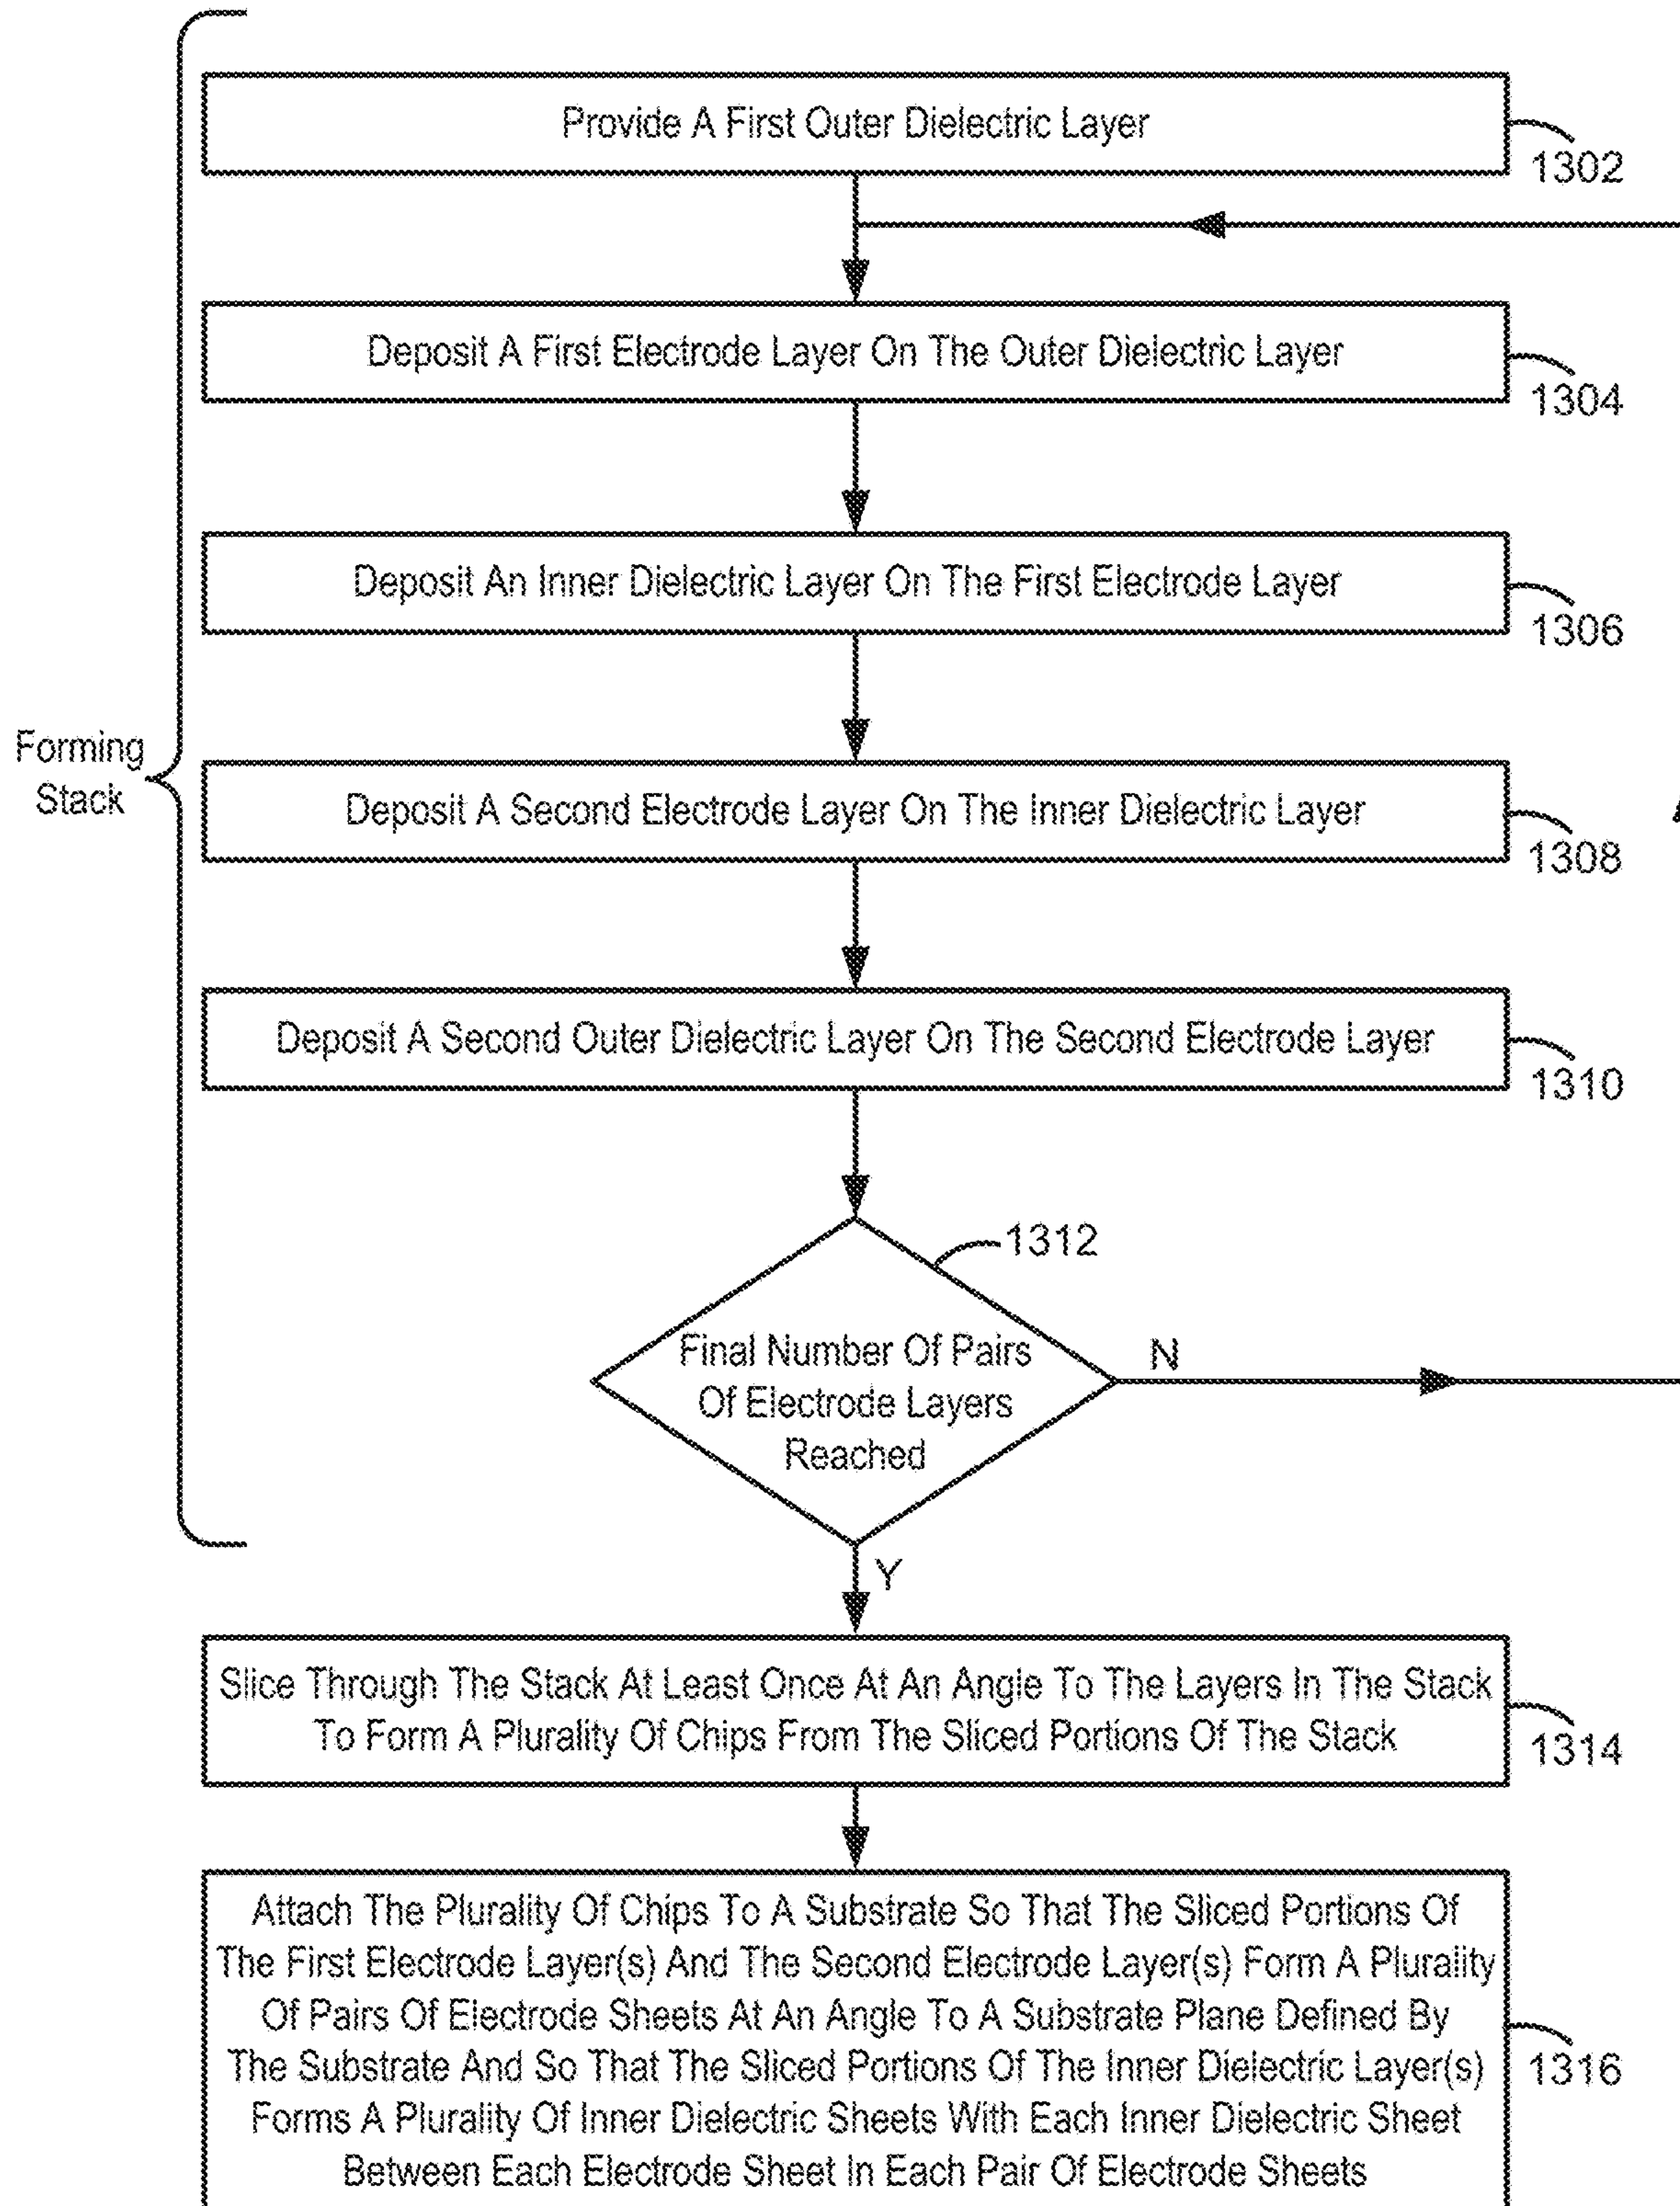 Provide A First Outer Dielectric Layer
1302
Deposit A First Electrode Layer On The Outer Dielectric Layer
1304
Deposit An Inner Dielectric Layer On The First Electrode Layer
1306
Forming
Stack
Deposit A Second Electrode Layer On The Inner Dielectric Layer
1308
Deposit A Second Outer Dielectric Layer On The Second Electrode Layer
1310
1312
Final Number Of Pairs
Of Electrode Layers
Reached
N
Y
Slice Through The Stack At Least Once At An Angle To The Layers In The Stack
To Form A Plurality Of Chips From The Sliced Portions Of The Stack
1314
Attach The Plurality Of Chips To A Substrate So That The Sliced Portions Of
The First Electrode Layer(s) And The Second Electrode Layer(s) Form A Plurality
Of Pairs Of Electrode Sheets At An Angle To A Substrate Plane Defined By
The Substrate And So That The Sliced Portions Of The Inner Dielectric Layer(s)
Forms A Plurality Of Inner Dielectric Sheets With Each Inner Dielectric Sheet
Between Each Electrode Sheet In Each Pair Of Electrode Sheets
1316